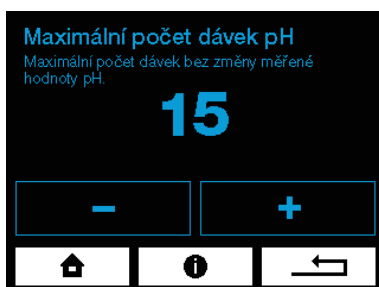 Maximální počet dávek pH
Maximální počet dávek bez změny měřené
hodnoty pH.
15
− +